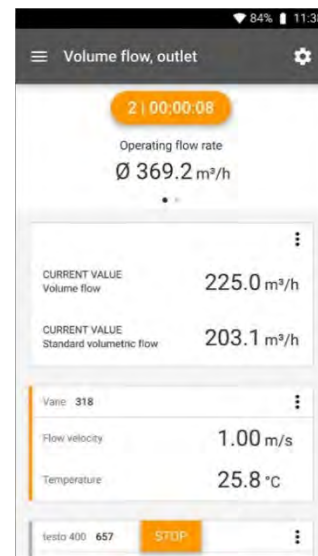 84% 11:38
Volume flow, outlet
2 | 00:00:08
Operating flow rate
Ø 369.2 m³/h
CURRENT VALUE
Volume flow 225.0 m³/h
CURRENT VALUE
Standard volumetric flow 203.1 m³/h
Vane 318
Flow velocity 1.00 m/s
Temperature 25.8 °C
testo 400 657 STOP